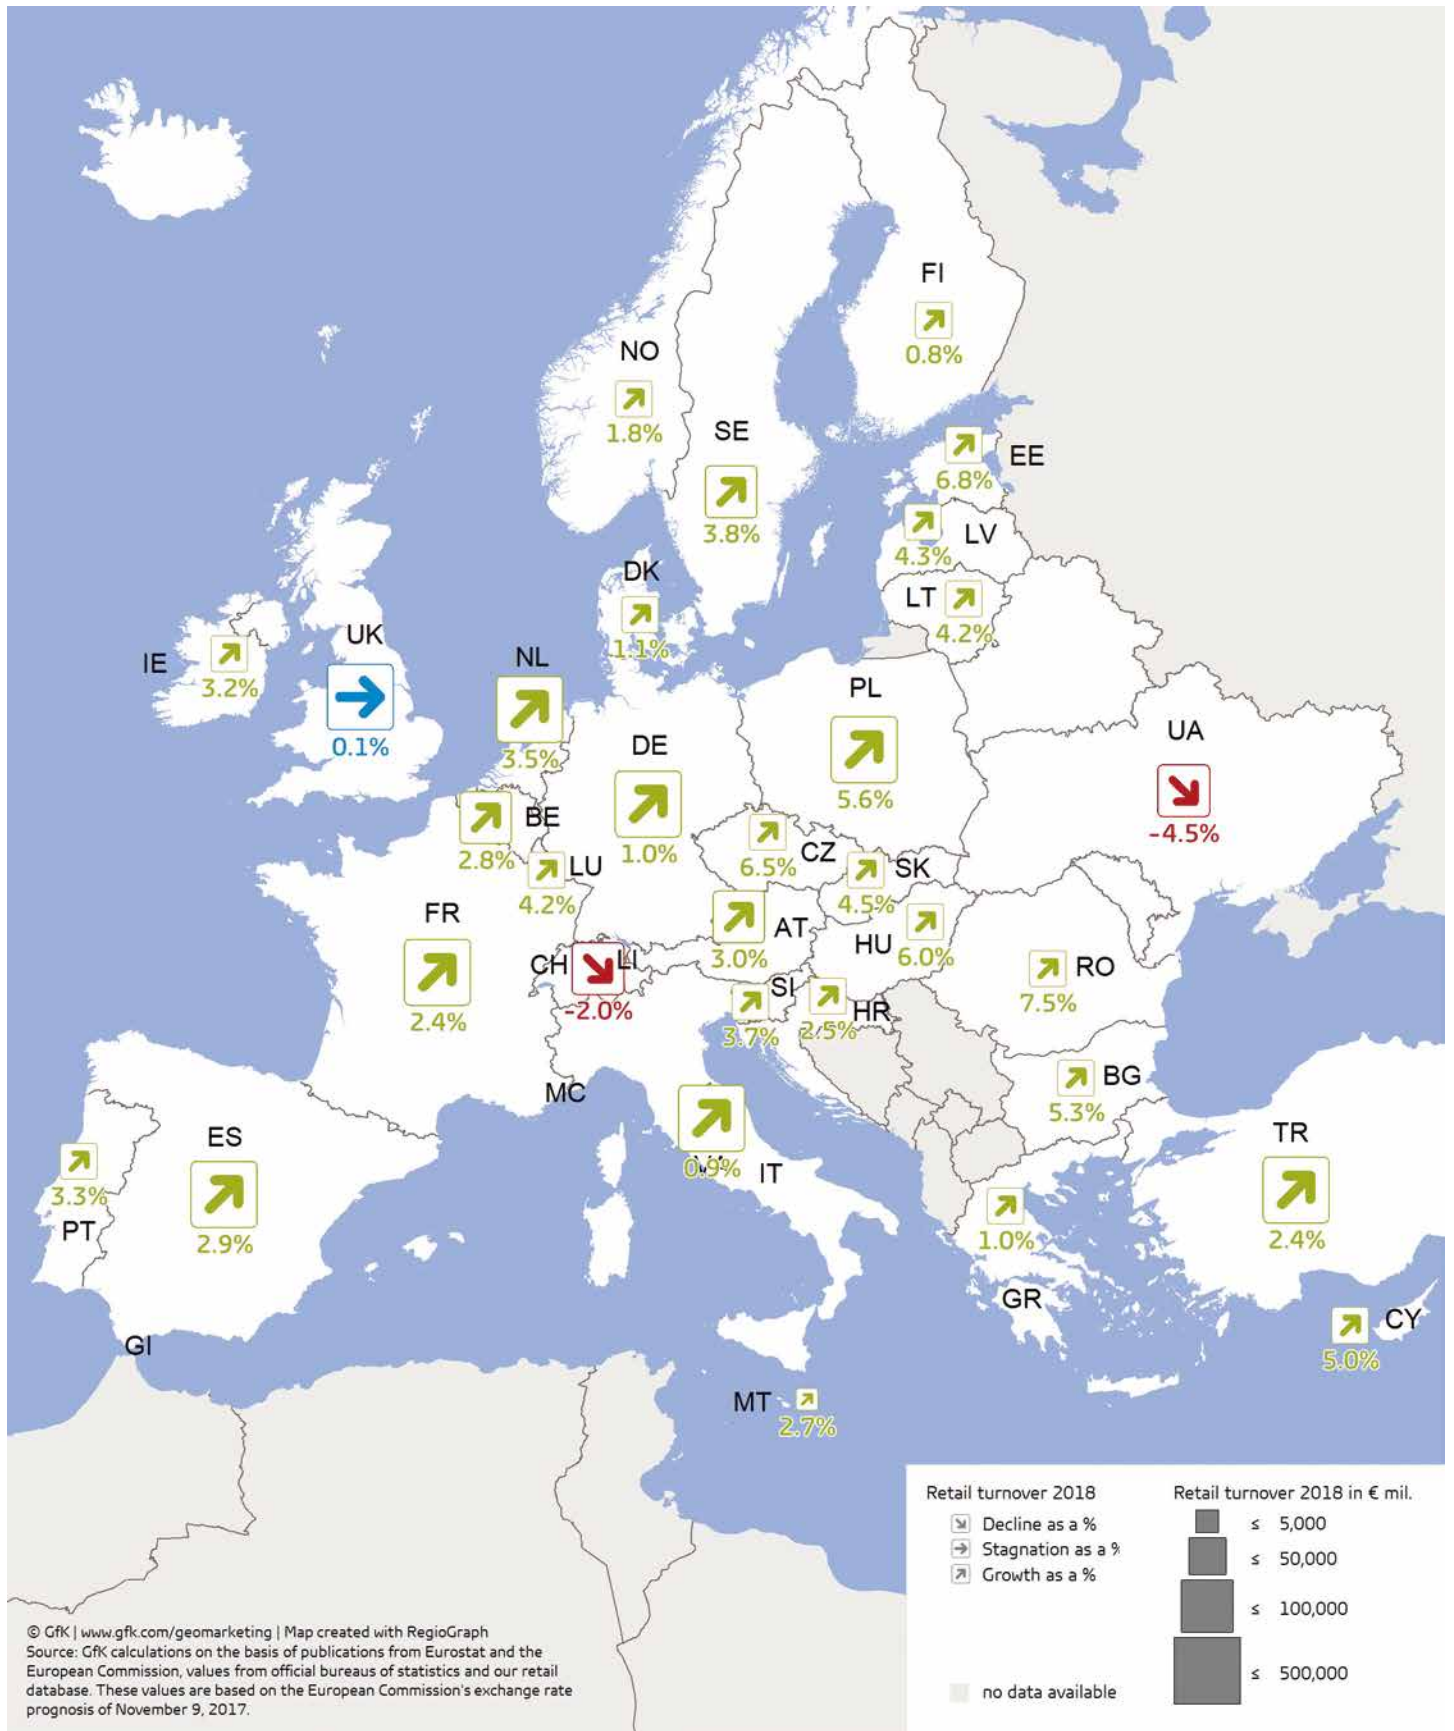 FI
0.8%
NO
1.8%
SE
3.8%
EE
6.8%
LV
4.3%
LT
4.2%
DK
1.1%
UK
0.1%
IE
3.2%
NL
3.5%
DE
1.0%
PL
5.6%
UA
-4.5%
BE
2.8%
LU
4.2%
CZ
6.5%
SK
4.5%
FR
2.4%
AT
3.0%
HU
6.0%
CH
LI
-2.0%
RO
7.5%
SI
3.7%
HR
2.5%
MC
BG
5.3%
ES
2.9%
PT
3.3%
0.9%
IT
TR
2.4%
1.0%
GR
CY
5.0%
GI
MT
2.7%
Retail turnover 2018
Decline as a %
Stagnation as a %
Growth as a %
no data available
Retail turnover 2018 in € mil.
≤ 5,000
≤ 50,000
≤ 100,000
≤ 500,000
© GfK | www.gfk.com/geomarketing | Map created with RegioGraph
Source: GfK calculations on the basis of publications from Eurostat and the
European Commission, values from official bureaus of statistics and our retail
database. These values are based on the European Commission's exchange rate
prognosis of November 9, 2017.